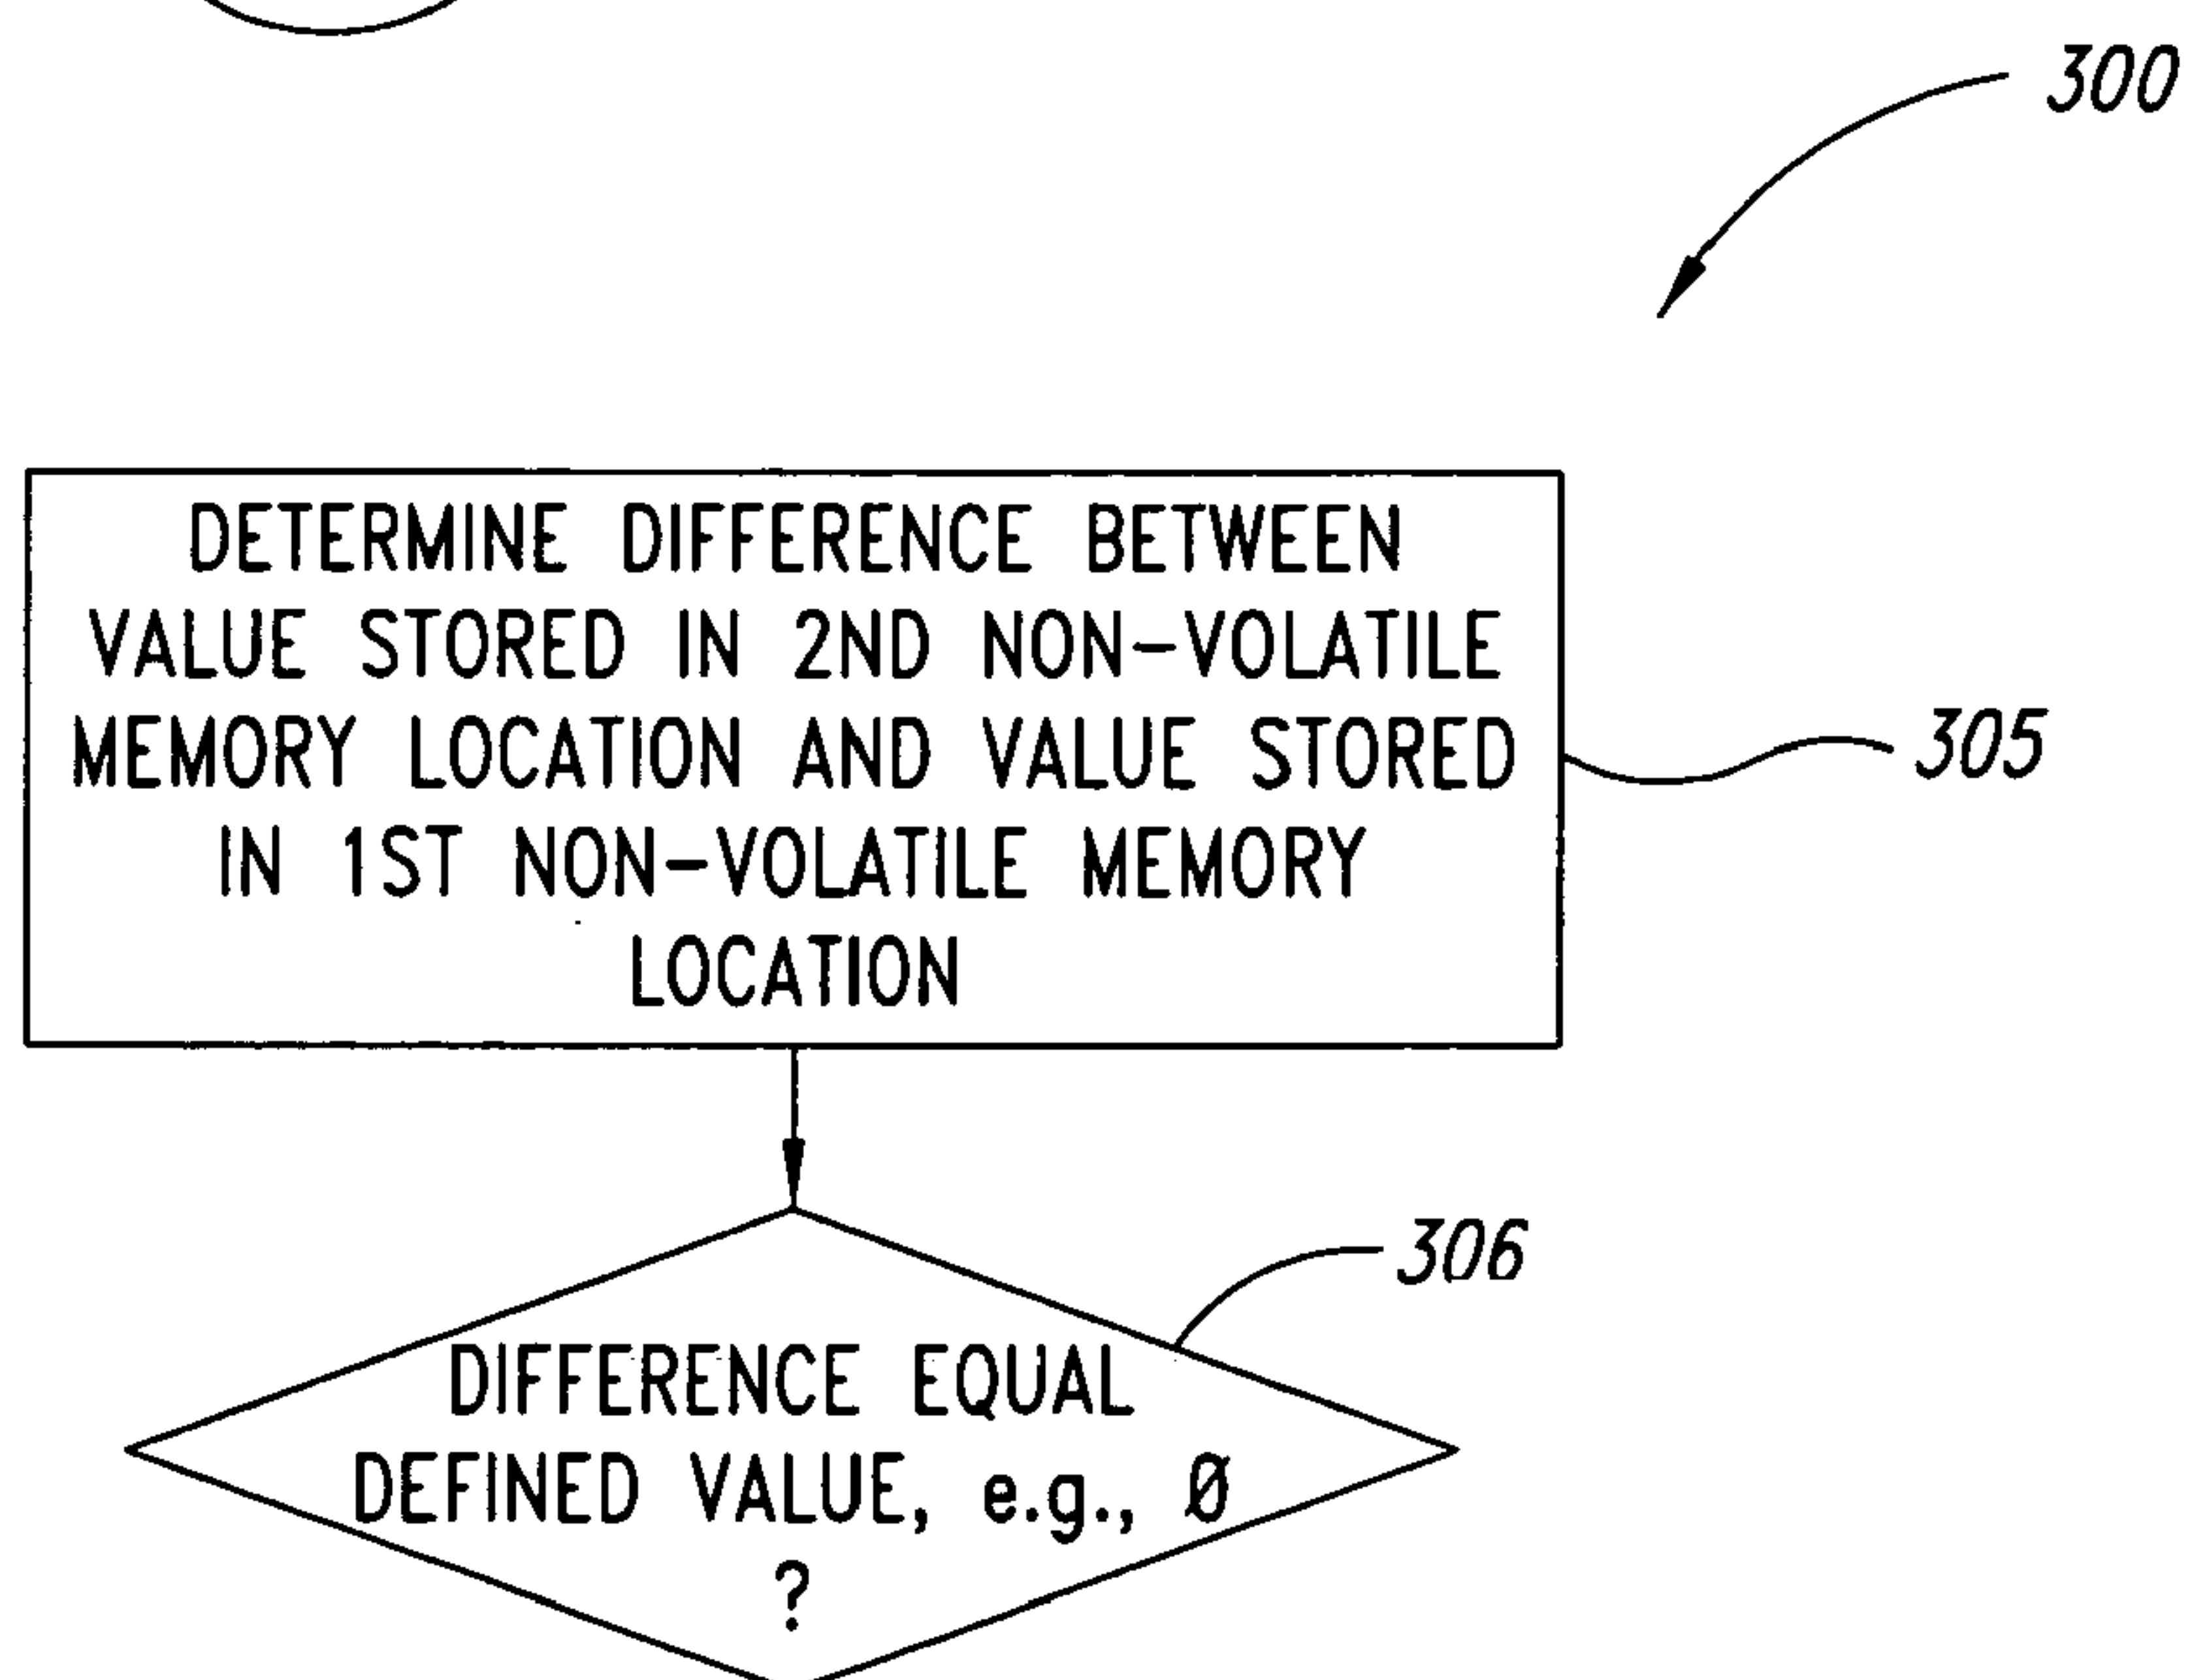 300
DETERMINE DIFFERENCE BETWEEN
VALUE STORED IN 2ND NON-VOLATILE
MEMORY LOCATION AND VALUE STORED
IN 1ST NON-VOLATILE MEMORY
LOCATION
305
306
DIFFERENCE EQUAL
DEFINED VALUE, e.g., Ø
?